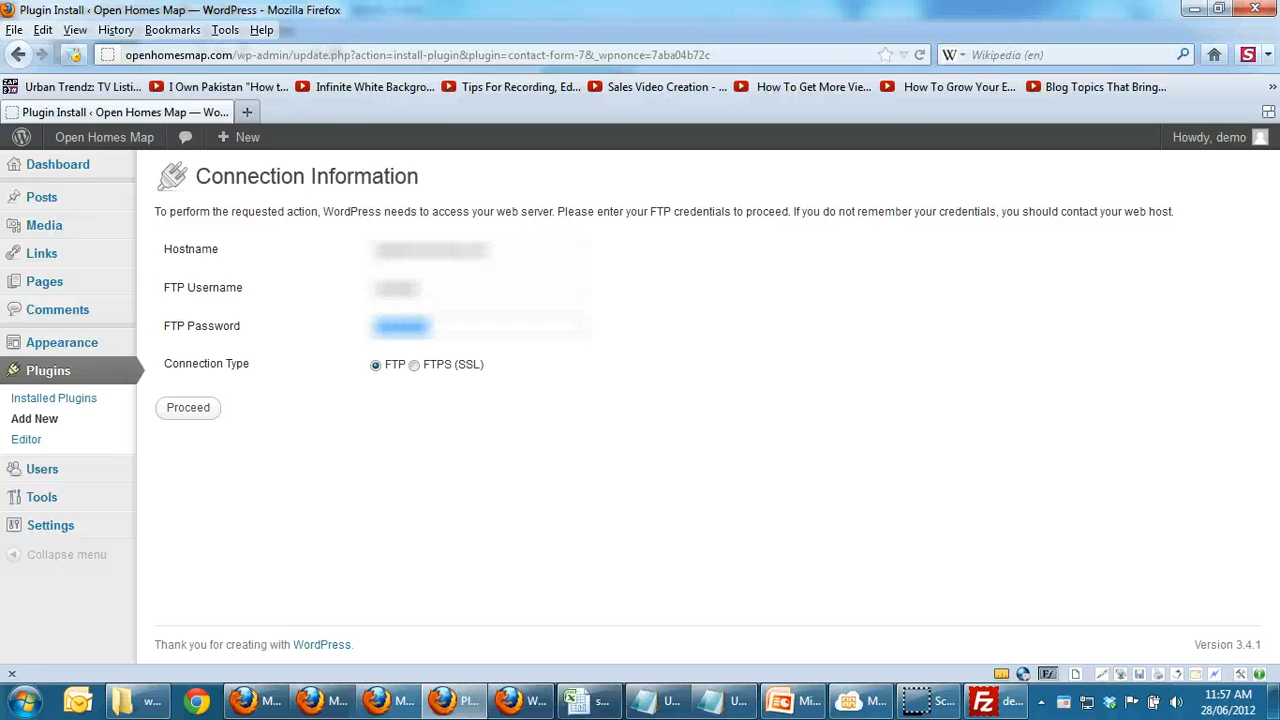 Plugin Install ‹ Open Homes Map — WordPress - Mozilla Firefox
File Edit View History Bookmarks Tools Help
openhomesmap.com/wp-admin/update.php?action=install-plugin&plugin=contact-form-7&_wpnonce=7aba04b72c
W Wikipedia (en)
Urban Trendz: TV Listi... I Own Pakistan "How t... Infinite White Backgro... Tips For Recording, Ed... Sales Video Creation - ... How To Get More Vie... How To Grow Your E... Blog Topics That Bring... »
Plugin Install ‹ Open Homes Map — Wo... +
Open Homes Map + New Howdy, demo
Dashboard
Posts
Media
Links
Pages
Comments
Appearance
Plugins
Installed Plugins
Add New
Editor
Users
Tools
Settings
Collapse menu
Connection Information
To perform the requested action, WordPress needs to access your web server. Please enter your FTP credentials to proceed. If you do not remember your credentials, you should contact your web host.
Hostname
FTP Username
FTP Password
Connection Type FTP FTPS (SSL)
Proceed
Thank you for creating with WordPress. Version 3.4.1
w... M... M... M... Pl... W... s... U... U... Mi... M... Sc... de...
11:57 AM
28/06/2012